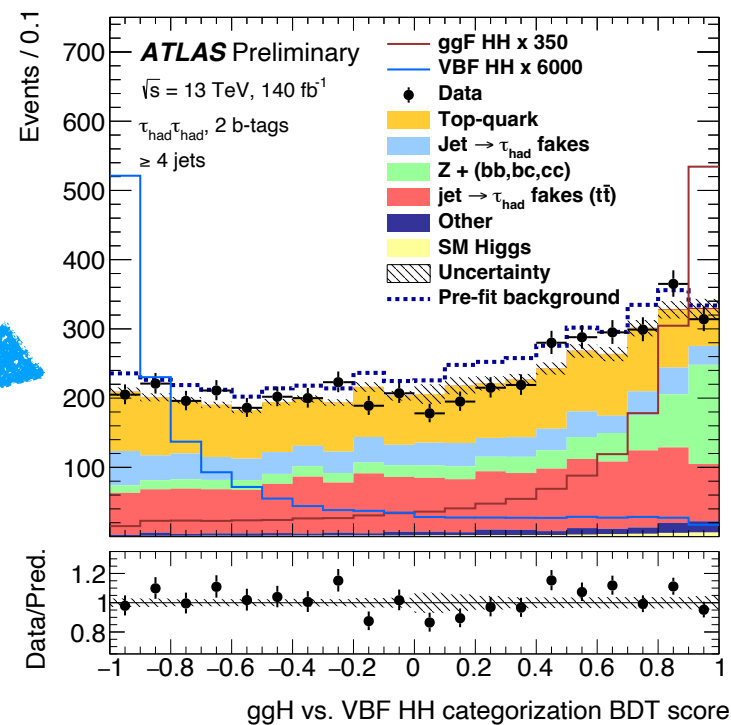 Events / 0.1
700
600
500
400
300
200
100
ATLAS Preliminary
√s = 13 TeV, 140 fb⁻¹
τhadτhad, 2 b-tags
≥ 4 jets
ggF HH x 350
VBF HH x 6000
Data
Top-quark
Jet → τhad fakes
Z + (bb,bc,cc)
jet → τhad fakes (tt̄)
Other
SM Higgs
Uncertainty
Pre-fit background
Data/Pred.
1.2
1
0.8
−1 −0.8 −0.6 −0.4 −0.2 0 0.2 0.4 0.6 0.8 1
ggH vs. VBF HH categorization BDT score